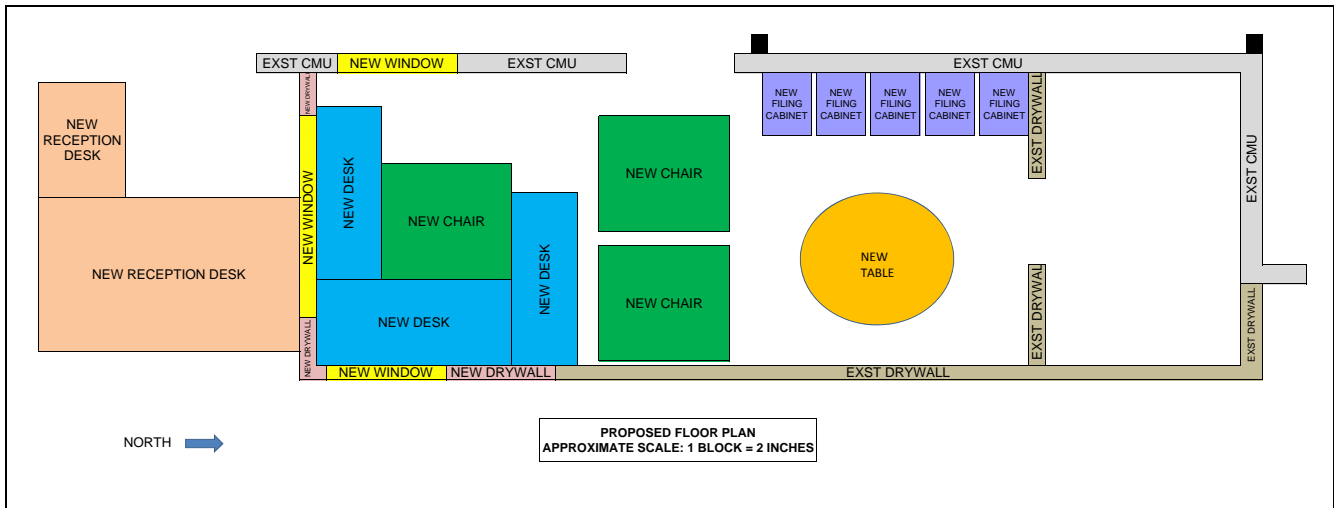 EXST CMU
NEW WINDOW
EXST CMU
EXST CMU
NEW DRYWALL
NEW
RECEPTION
DESK
NEW WINDOW
NEW DESK
NEW CHAIR
NEW DESK
NEW CHAIR
NEW
FILING
CABINET
NEW
FILING
CABINET
NEW
FILING
CABINET
NEW
FILING
CABINET
NEW
FILING
CABINET
EXST DRYWALL
EXST CMU
NEW RECEPTION DESK
NEW DESK
NEW CHAIR
NEW
TABLE
EXST DRYWALL
EXST DRYWALL
NEW DRYWALL
NEW WINDOW
NEW DRYWALL
EXST DRYWALL
NORTH
PROPOSED FLOOR PLAN
APPROXIMATE SCALE: 1 BLOCK = 2 INCHES